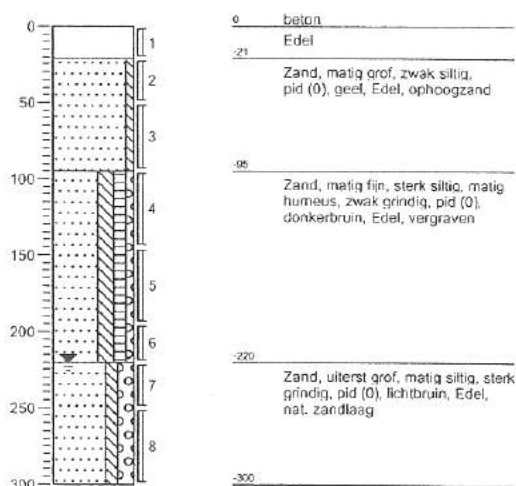 0
50
100
150
200
250
300
1
2
3
4
5
6
7
8
0 beton
Edel
-21
Zand, matig grof, zwak siltig,
pid (0), geel, Edel, ophoogzand
-95
Zand, matig fijn, sterk siltig, matig
humeus, zwak grindig, pid (0),
donkerbruin, Edel, vergraven
-220
Zand, uiterst grof, matig siltig, sterk
grindig, pid (0), lichtbruin, Edel,
nat. zandlaag
-300